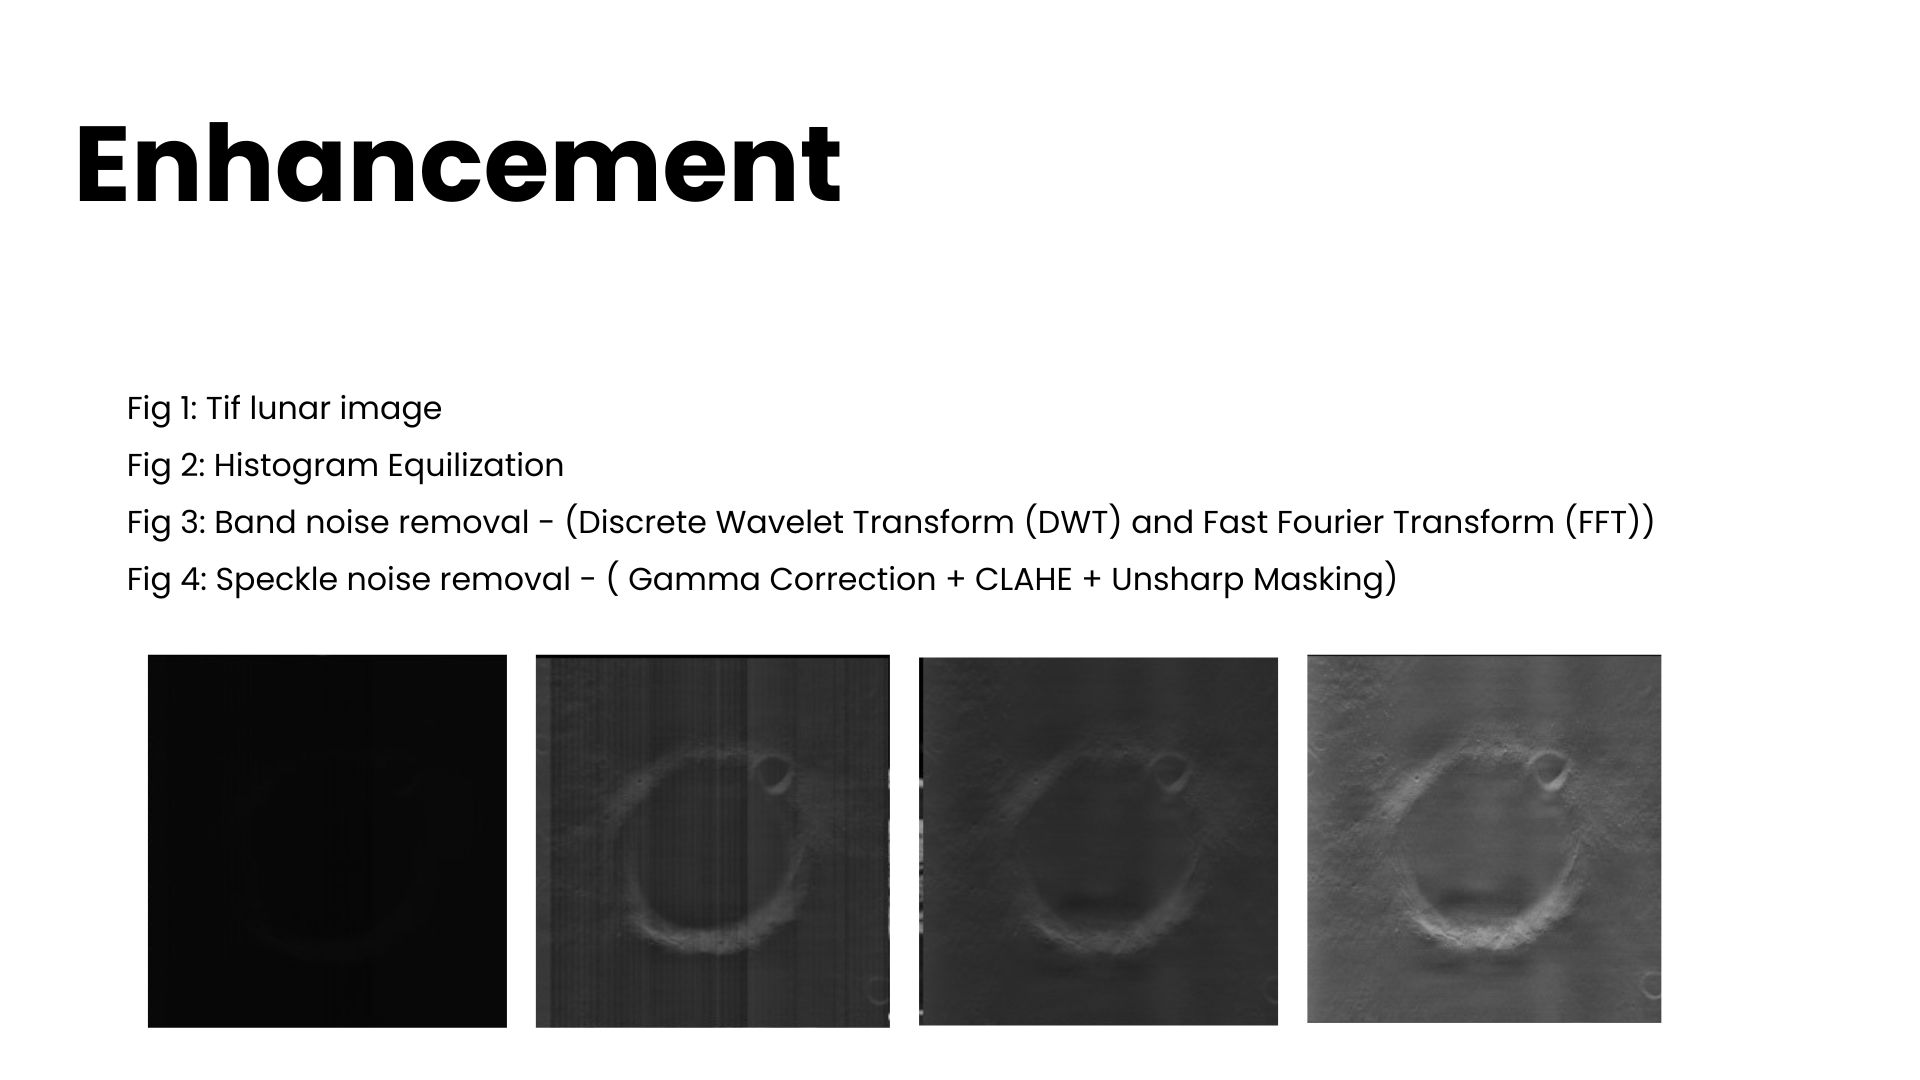 Enhancement
Fig 1: Tif lunar image
Fig 2: Histogram Equilization
Fig 3: Band noise removal - (Discrete Wavelet Transform (DWT) and Fast Fourier Transform (FFT))
Fig 4: Speckle noise removal - ( Gamma Correction + CLAHE + Unsharp Masking)